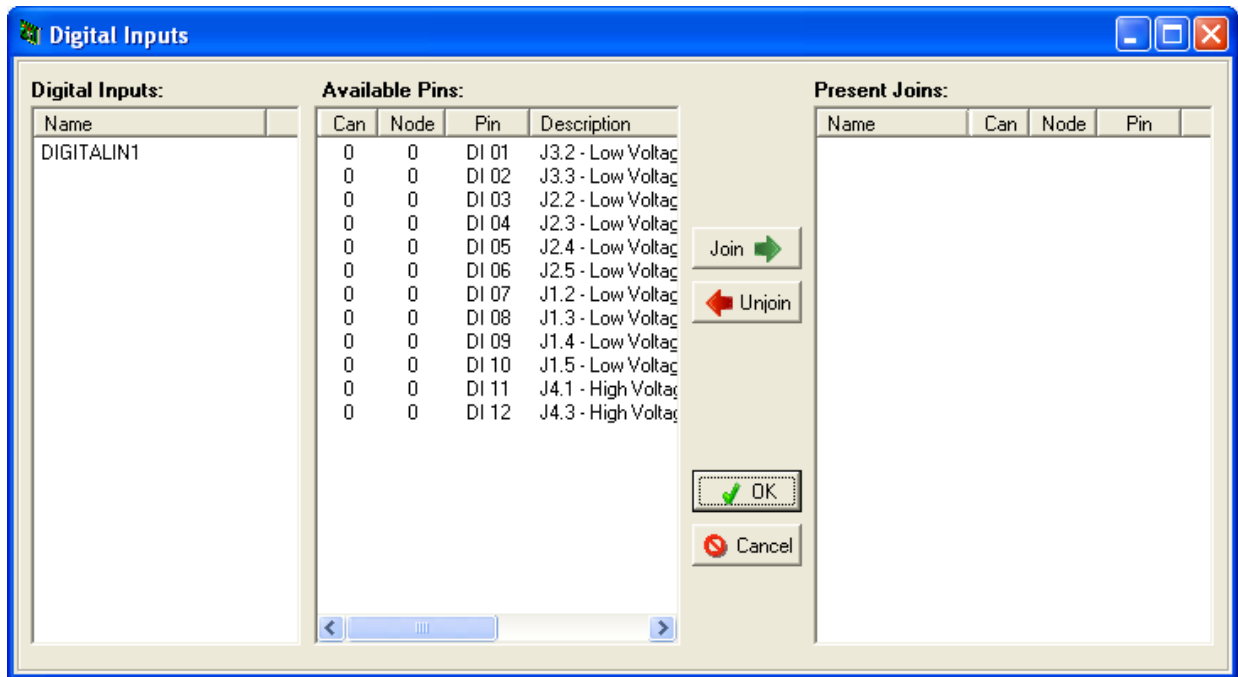 Digital Inputs
Digital Inputs:
Name
DIGITALIN1
Available Pins:
Can Node Pin Description
0 0 DI 01 J3.2 - Low Voltag
0 0 DI 02 J3.3 - Low Voltag
0 0 DI 03 J2.2 - Low Voltag
0 0 DI 04 J2.3 - Low Voltag
0 0 DI 05 J2.4 - Low Voltag
0 0 DI 06 J2.5 - Low Voltag
0 0 DI 07 J1.2 - Low Voltag
0 0 DI 08 J1.3 - Low Voltag
0 0 DI 09 J1.4 - Low Voltag
0 0 DI 10 J1.5 - Low Voltag
0 0 DI 11 J4.1 - High Voltag
0 0 DI 12 J4.3 - High Voltag
Join
Unjoin
OK
Cancel
Present Joins:
Name Can Node Pin